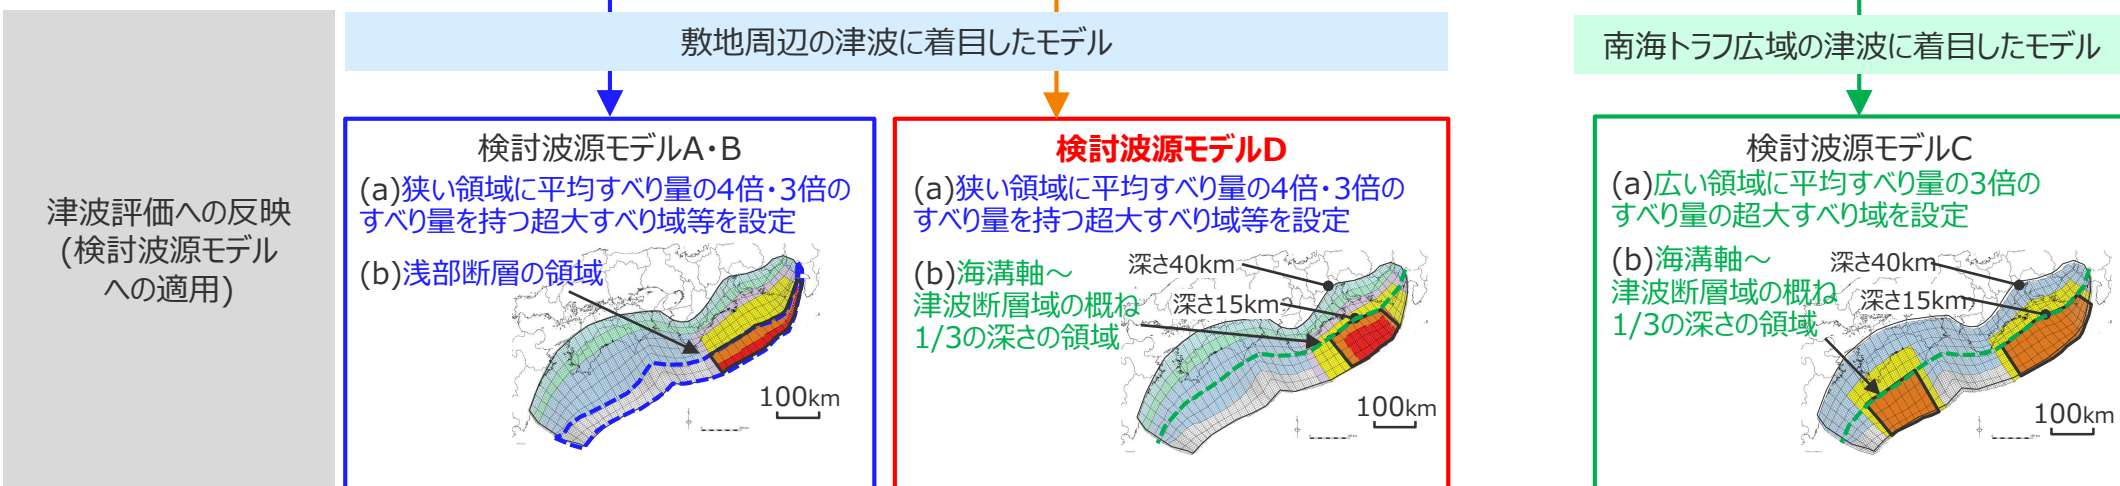 敷地周辺の津波に着目したモデル
南海トラフ広域の津波に着目したモデル
津波評価への反映
(検討波源モデル
への適用)
検討波源モデルA・B
(a)狭い領域に平均すべり量の4倍・3倍の
すべり量を持つ超大すべり域等を設定
(b)浅部断層の領域
100km
検討波源モデルD
(a)狭い領域に平均すべり量の4倍・3倍の
すべり量を持つ超大すべり域等を設定
(b)海溝軸～
津波断層域の概ね
1/3の深さの領域
深さ40km
深さ15km
100km
検討波源モデルC
(a)広い領域に平均すべり量の3倍の
すべり量の超大すべり域を設定
(b)海溝軸～
津波断層域の概ね
1/3の深さの領域
深さ40km
深さ15km
100km